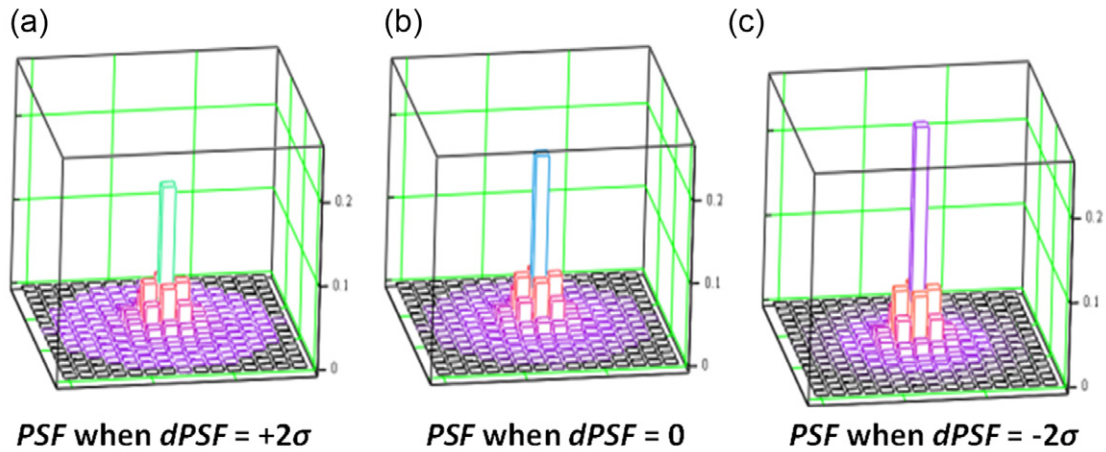 (a)
(b)
(c)
0.2
0.1
0
0.2
0.1
0
0.2
0.1
0
PSF when dPSF = +2σ
PSF when dPSF = 0
PSF when dPSF = -2σ